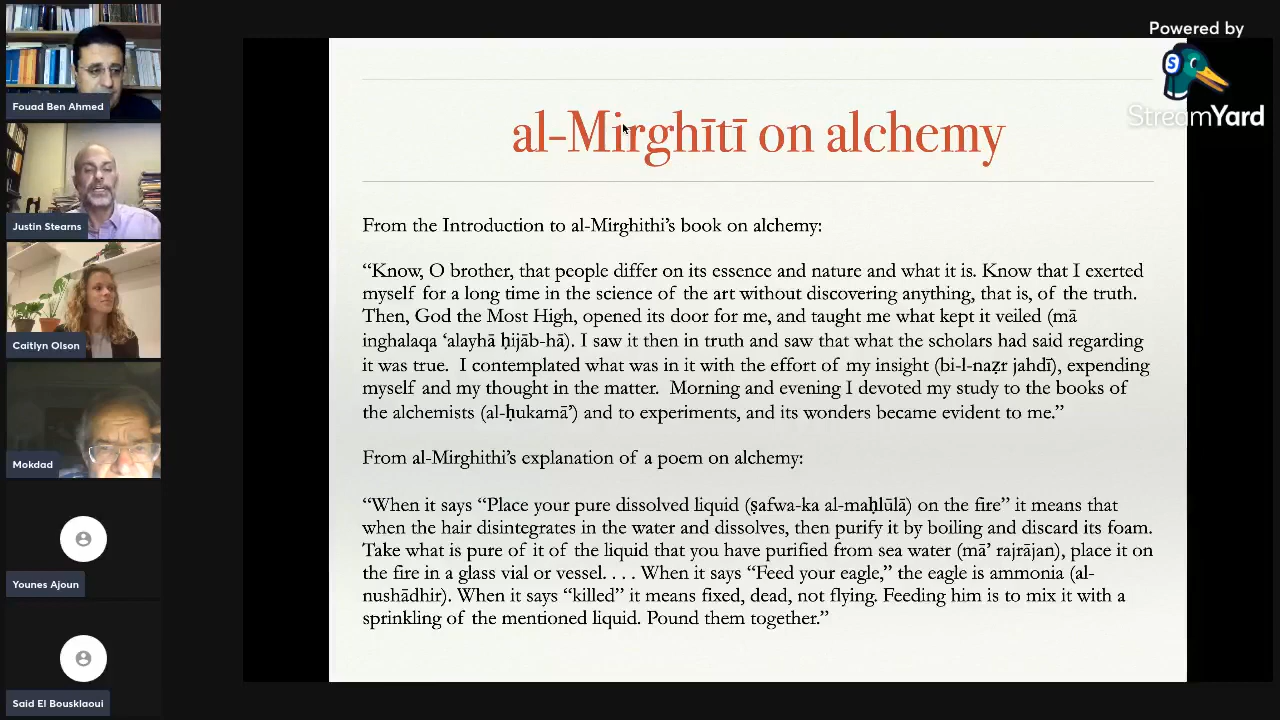 Powered by
StreamYard
Fouad Ben Ahmed
Justin Stearns
Caitlyn Olson
Mokdad
Younes Ajoun
Said El Bousklaoui
al-Mirghītī on alchemy
From the Introduction to al-Mirghithi’s book on alchemy:
“Know, O brother, that people differ on its essence and nature and what it is. Know that I exerted
myself for a long time in the science of the art without discovering anything, that is, of the truth.
Then, God the Most High, opened its door for me, and taught me what kept it veiled (mā
inghalaqa ‘alayhā ḥijāb-hā). I saw it then in truth and saw that what the scholars had said regarding
it was true. I contemplated what was in it with the effort of my insight (bi-l-naẓr jahdī), expending
myself and my thought in the matter. Morning and evening I devoted my study to the books of
the alchemists (al-ḥukamā’) and to experiments, and its wonders became evident to me.”
From al-Mirghithi’s explanation of a poem on alchemy:
“When it says “Place your pure dissolved liquid (ṣafwa-ka al-maḥlūlā) on the fire” it means that
when the hair disintegrates in the water and dissolves, then purify it by boiling and discard its foam.
Take what is pure of it of the liquid that you have purified from sea water (mā’ rajrājan), place it on
the fire in a glass vial or vessel. . . . When it says “Feed your eagle,” the eagle is ammonia (al-
nushādhir). When it says “killed” it means fixed, dead, not flying. Feeding him is to mix it with a
sprinkling of the mentioned liquid. Pound them together.”